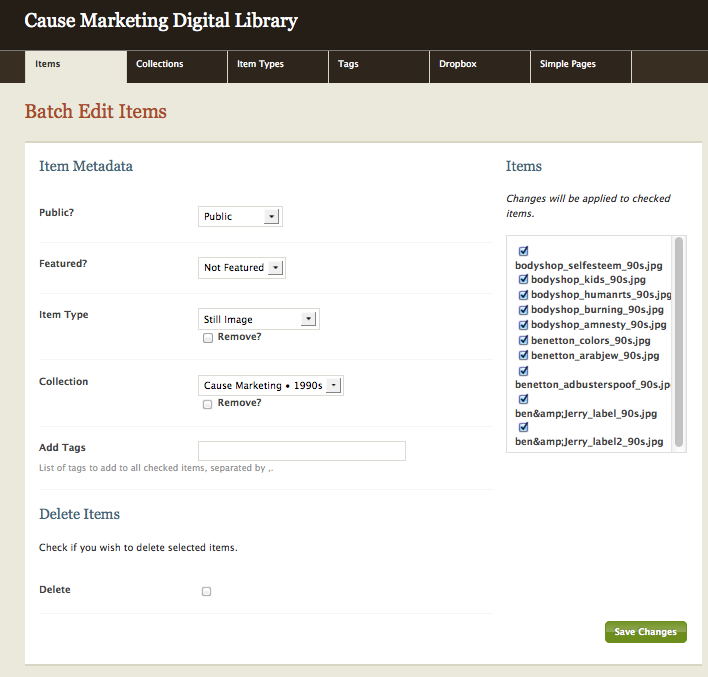 Cause Marketing Digital Library
Items Collections Item Types Tags Dropbox Simple Pages
Batch Edit Items
Item Metadata
Public? Public
Featured? Not Featured
Item Type Still Image
Remove?
Collection Cause Marketing • 1990s
Remove?
Add Tags
List of tags to add to all checked items, separated by ,.
Delete Items
Check if you wish to delete selected items.
Delete
Items
Changes will be applied to checked
items.
bodyshop_selfesteem_90s.jpg
bodyshop_kids_90s.jpg
bodyshop_humanrts_90s.jpg
bodyshop_burning_90s.jpg
bodyshop_amnesty_90s.jpg
benetton_colors_90s.jpg
benetton_arabjew_90s.jpg
benetton_adbusterspoof_90s.jp
ben&amp;Jerry_label_90s.jpg
ben&amp;Jerry_label2_90s.jpg
Save Changes